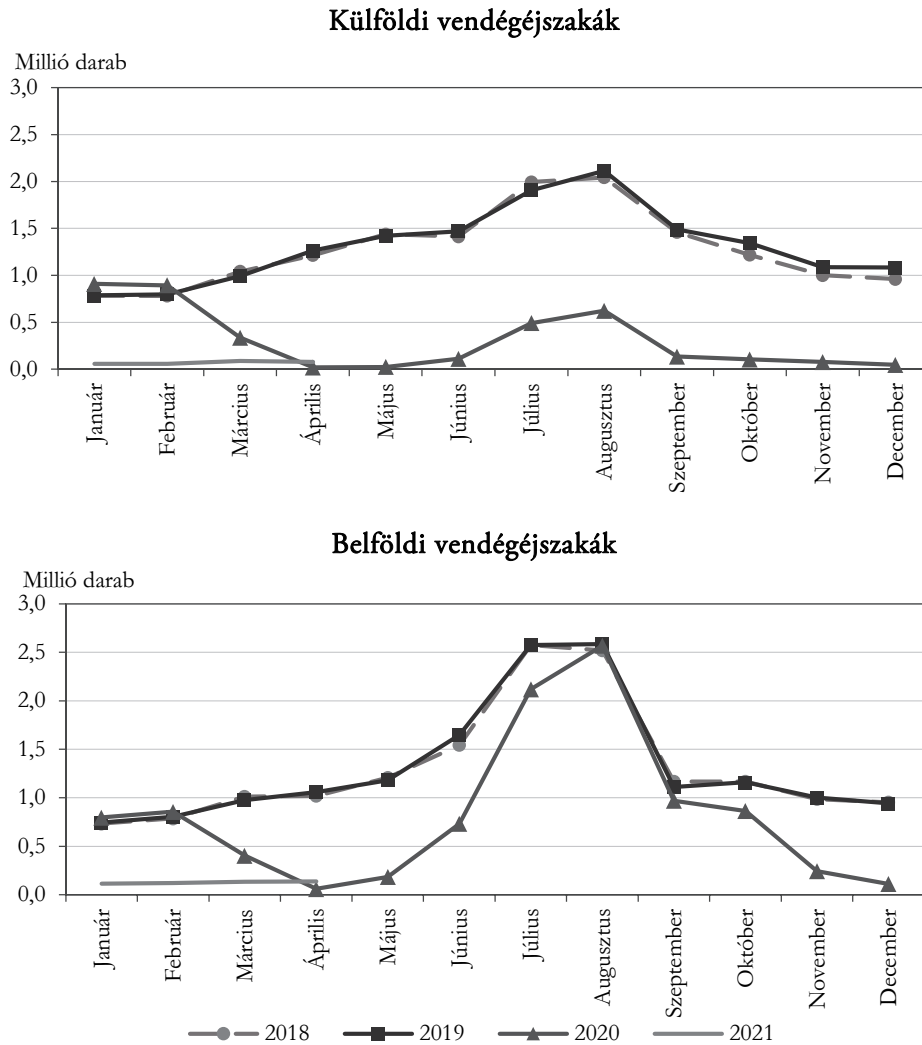 Külföldi vendégéjszakák
Millió darab
3,0
2,5
2,0
1,5
1,0
0,5
0,0
Január
Február
Március
Április
Május
Június
Július
Augusztus
Szeptember
Október
November
December
Belföldi vendégéjszakák
Millió darab
3,0
2,5
2,0
1,5
1,0
0,5
0,0
Január
Február
Március
Április
Május
Június
Július
Augusztus
Szeptember
Október
November
December
2018 2019 2020 2021